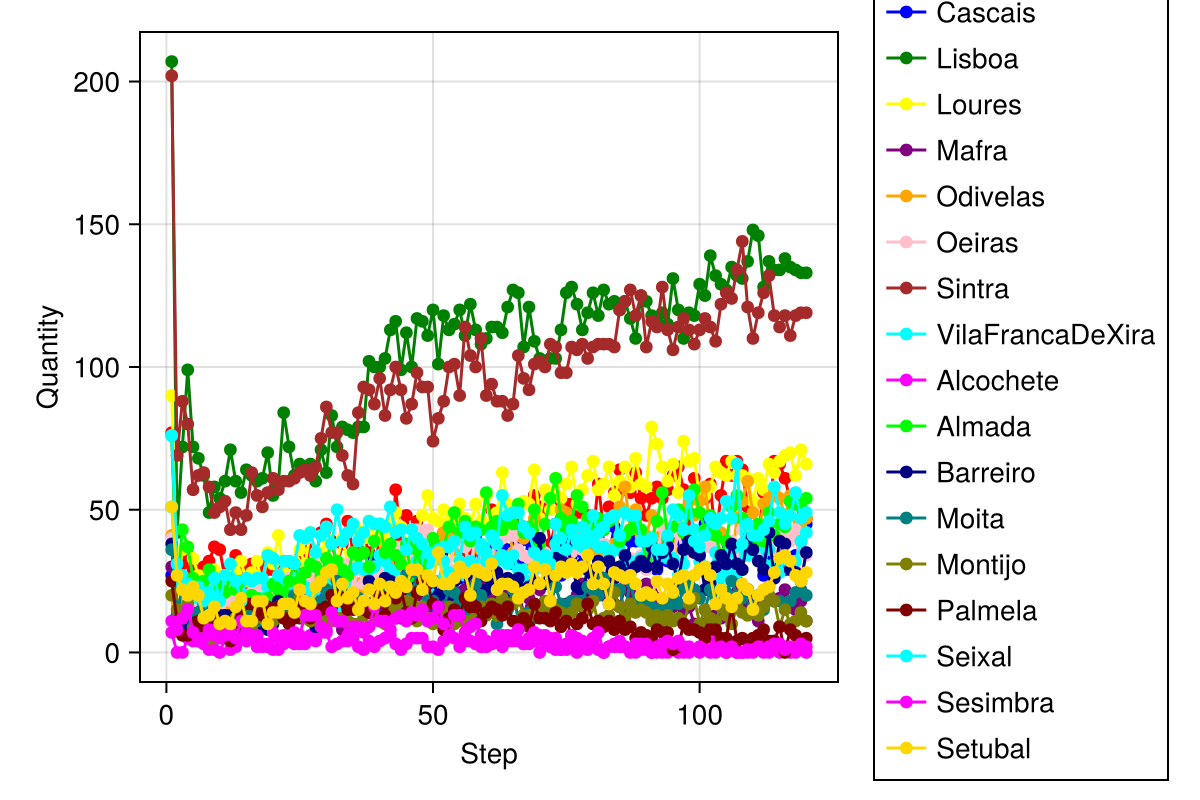 200
150
100
50
0
Quantity
0 50 100
Step
Cascais
Lisboa
Loures
Mafra
Odivelas
Oeiras
Sintra
VilaFrancaDeXira
Alcochete
Almada
Barreiro
Moita
Montijo
Palmela
Seixal
Sesimbra
Setubal